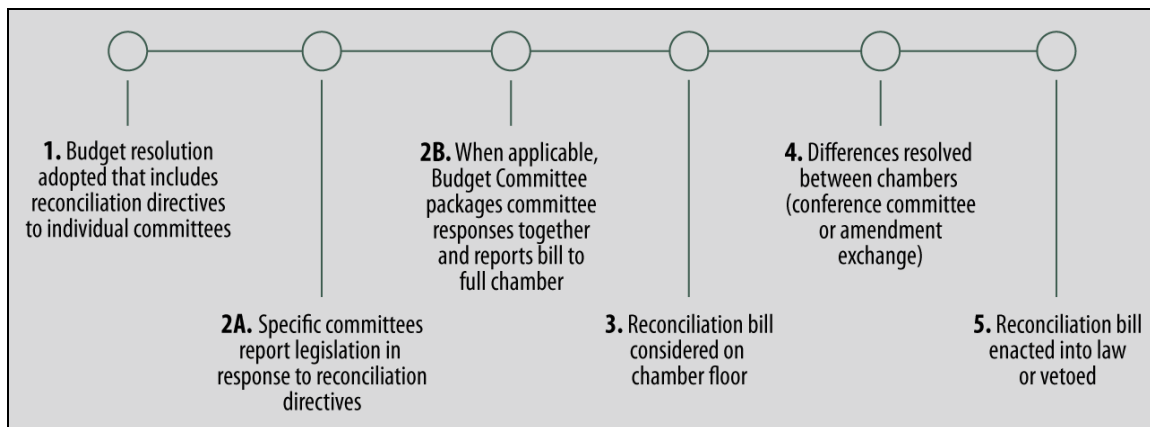 1. Budget resolution
adopted that includes
reconciliation directives
to individual committees
2A. Specific committees
report legislation in
response to reconciliation
directives
2B. When applicable,
Budget Committee
packages committee
responses together
and reports bill to
full chamber
3. Reconciliation bill
considered on
chamber floor
4. Differences resolved
between chambers
(conference committee
or amendment
exchange)
5. Reconciliation bill
enacted into law
or vetoed